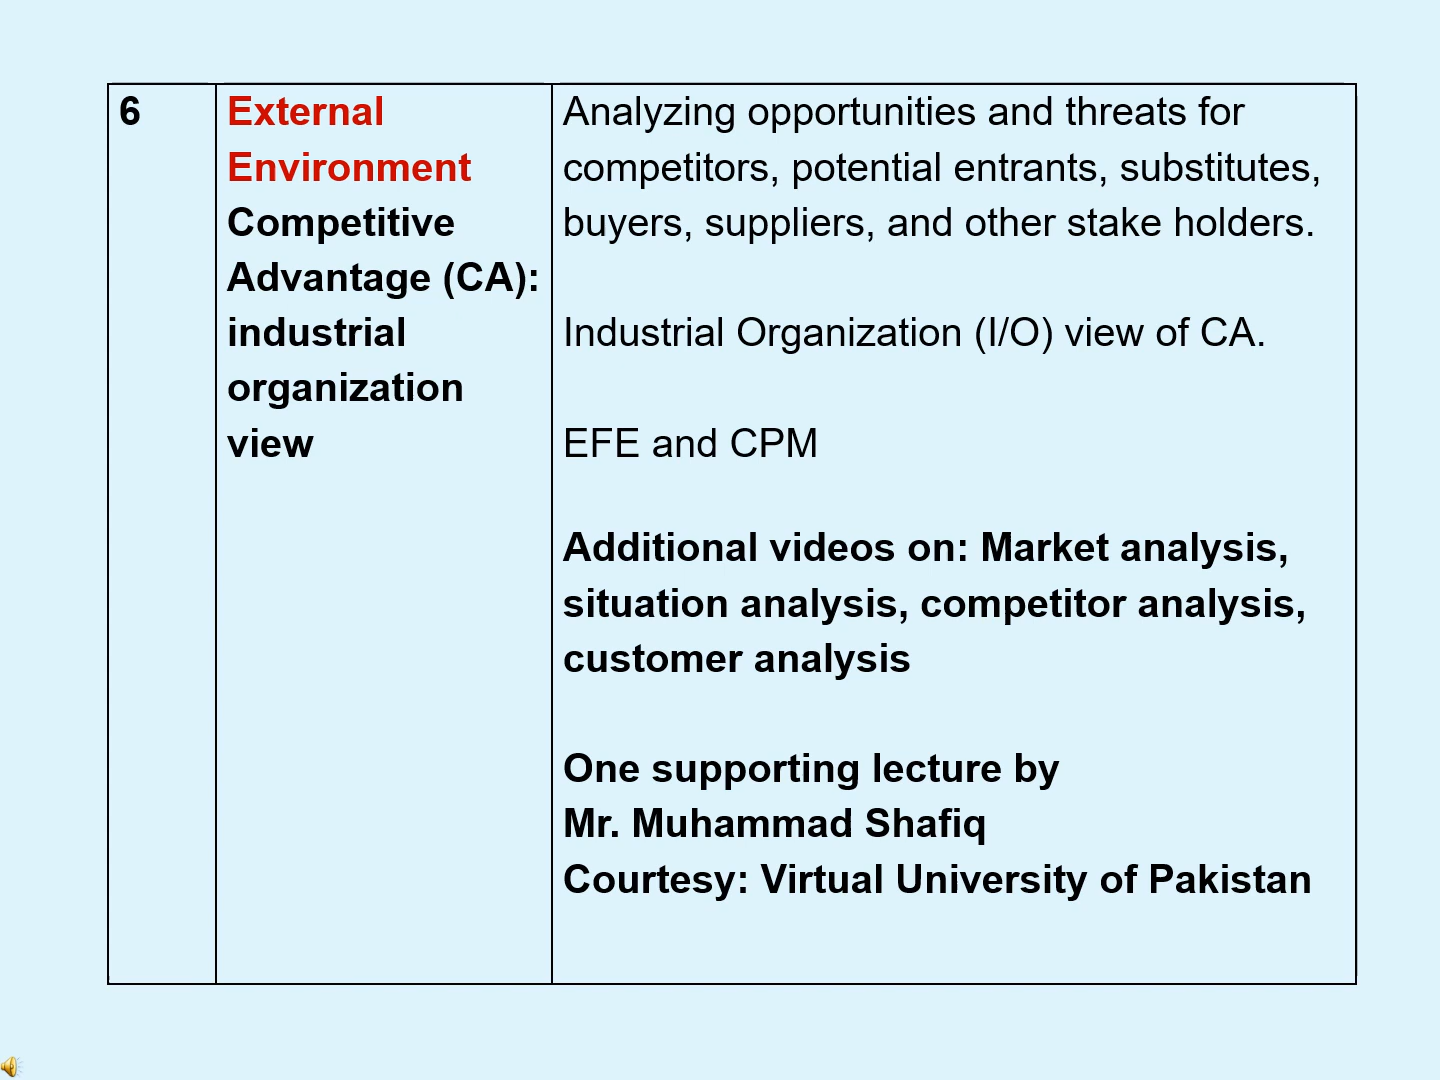 6
External
Environment
Competitive
Advantage (CA):
industrial
organization
view
Analyzing opportunities and threats for
competitors, potential entrants, substitutes,
buyers, suppliers, and other stake holders.
Industrial Organization (I/O) view of CA.
EFE and CPM
Additional videos on: Market analysis,
situation analysis, competitor analysis,
customer analysis
One supporting lecture by
Mr. Muhammad Shafiq
Courtesy: Virtual University of Pakistan